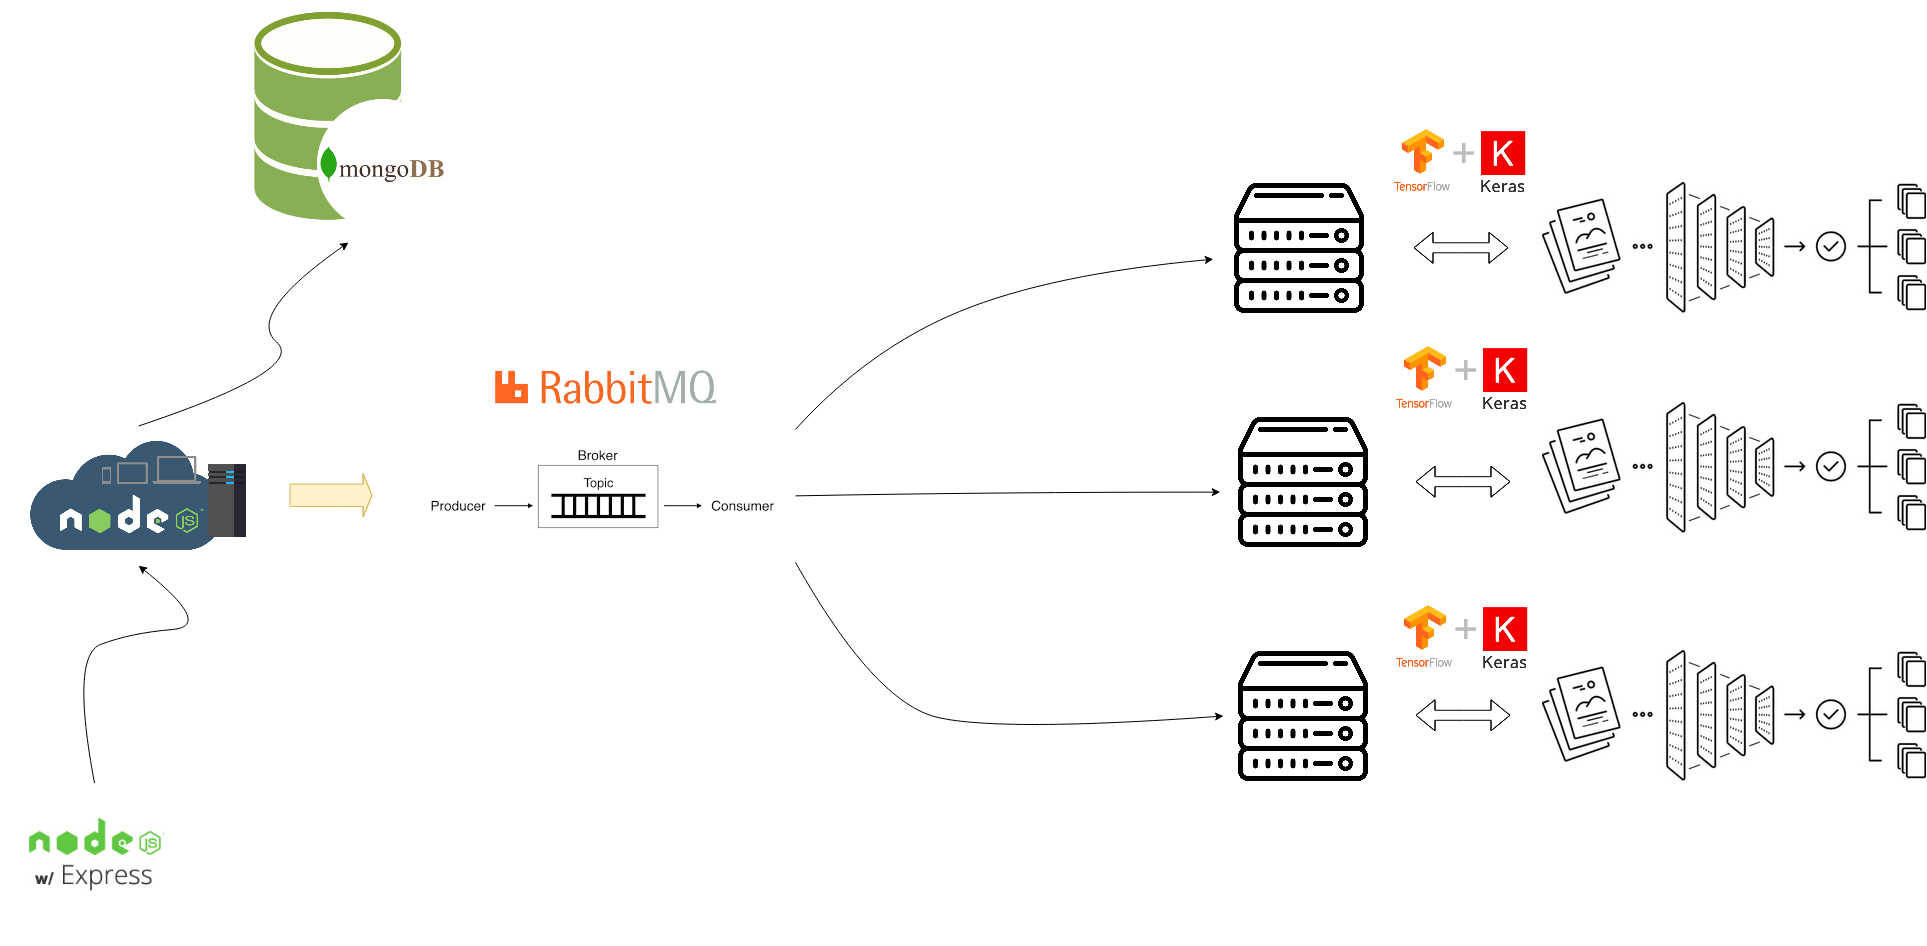 mongoDB
TensorFlow
+
K
Keras
RabbitMQ
TensorFlow
+
K
Keras
Broker
Topic
Producer
Consumer
node JS
TensorFlow
+
K
Keras
node JS
w/ Express